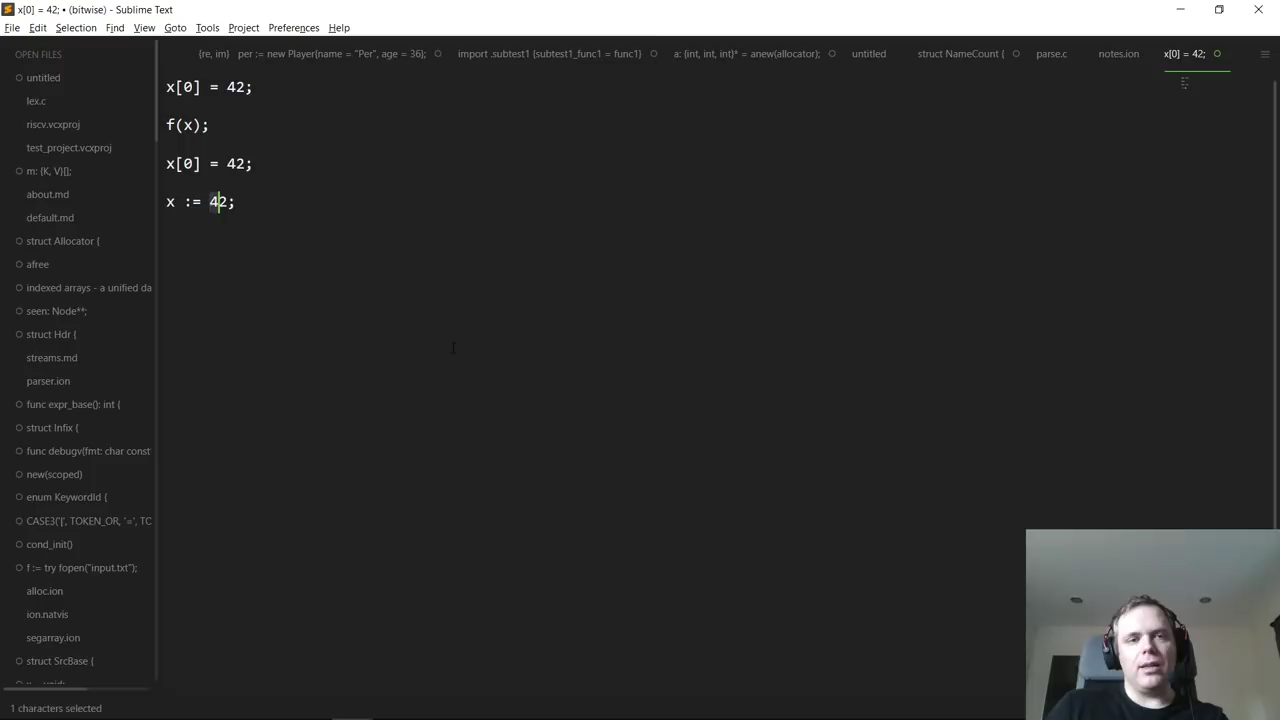 x[0] = 42; • (bitwise) - Sublime Text
File Edit Selection Find View Goto Tools Project Preferences Help
OPEN FILES
untitled
lex.c
riscv.vcxproj
test_project.vcxproj
m: {K, V}[];
about.md
default.md
struct Allocator {
afree
indexed arrays - a unified da
seen: Node**;
struct Hdr {
streams.md
parser.ion
func expr_base(): int {
struct Infix {
func debugv(fmt: char const
new(scoped)
enum KeywordId {
CASE3('|', TOKEN_OR, '=', TC
cond_init()
f := try fopen("input.txt");
alloc.ion
ion.natvis
segarray.ion
struct SrcBase {
{re, im} per := new Player{name = "Per", age = 36}; import .subtest1 {subtest1_func1 = func1} a: {int, int, int}* = anew(allocator); untitled struct NameCount { parse.c notes.ion x[0] = 42;
x[0] = 42;
f(x);
x[0] = 42;
x := 42;
1 characters selected